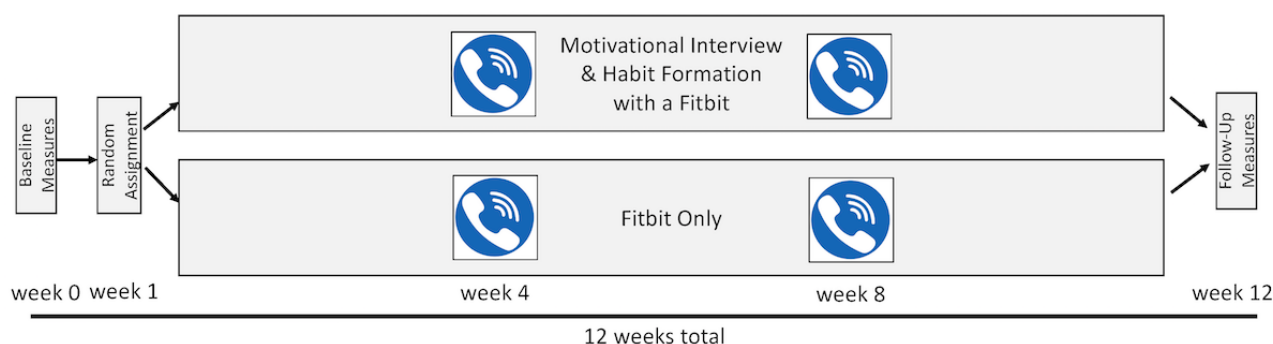 Motivational Interview
& Habit Formation
with a Fitbit
Baseline
Measures
Random
Assignment
Follow-Up
Measures
Fitbit Only
week 0
week 1
week 4
week 8
week 12
12 weeks total